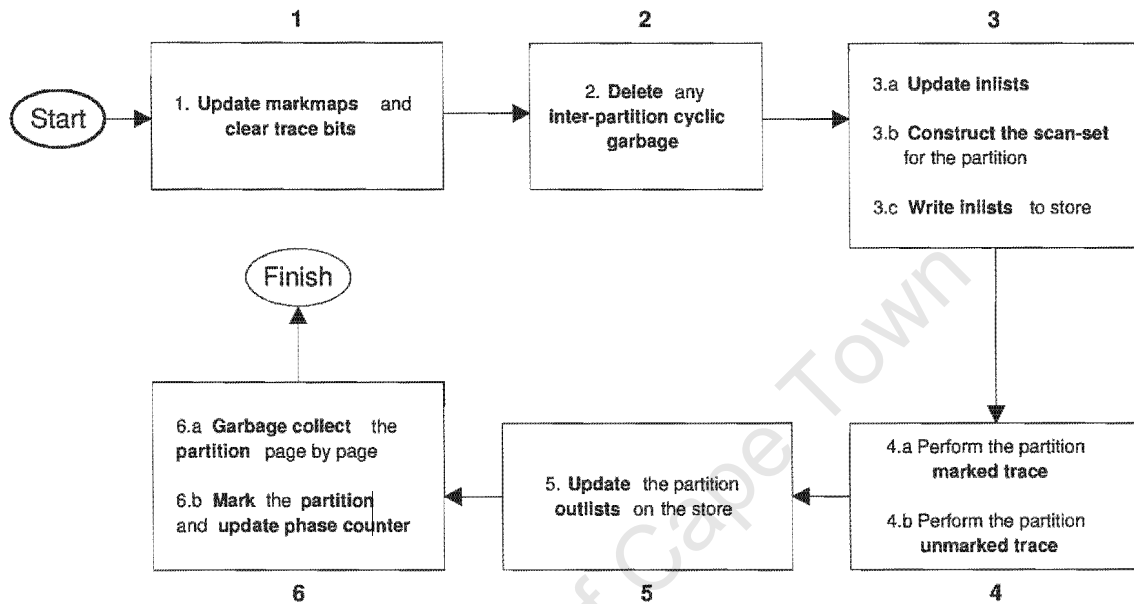 1
2
3
Start
1. Update markmaps and
clear trace bits
2. Delete any
inter-partition cyclic
garbage
3.a Update inlists
3.b Construct the scan-set
for the partition
3.c Write inlists to store
Finish
6.a Garbage collect the
partition page by page
6.b Mark the partition
and update phase counter
5. Update the partition
outlists on the store
4.a Perform the partition
marked trace
4.b Perform the partition
unmarked trace
6
5
4
of Cape Town